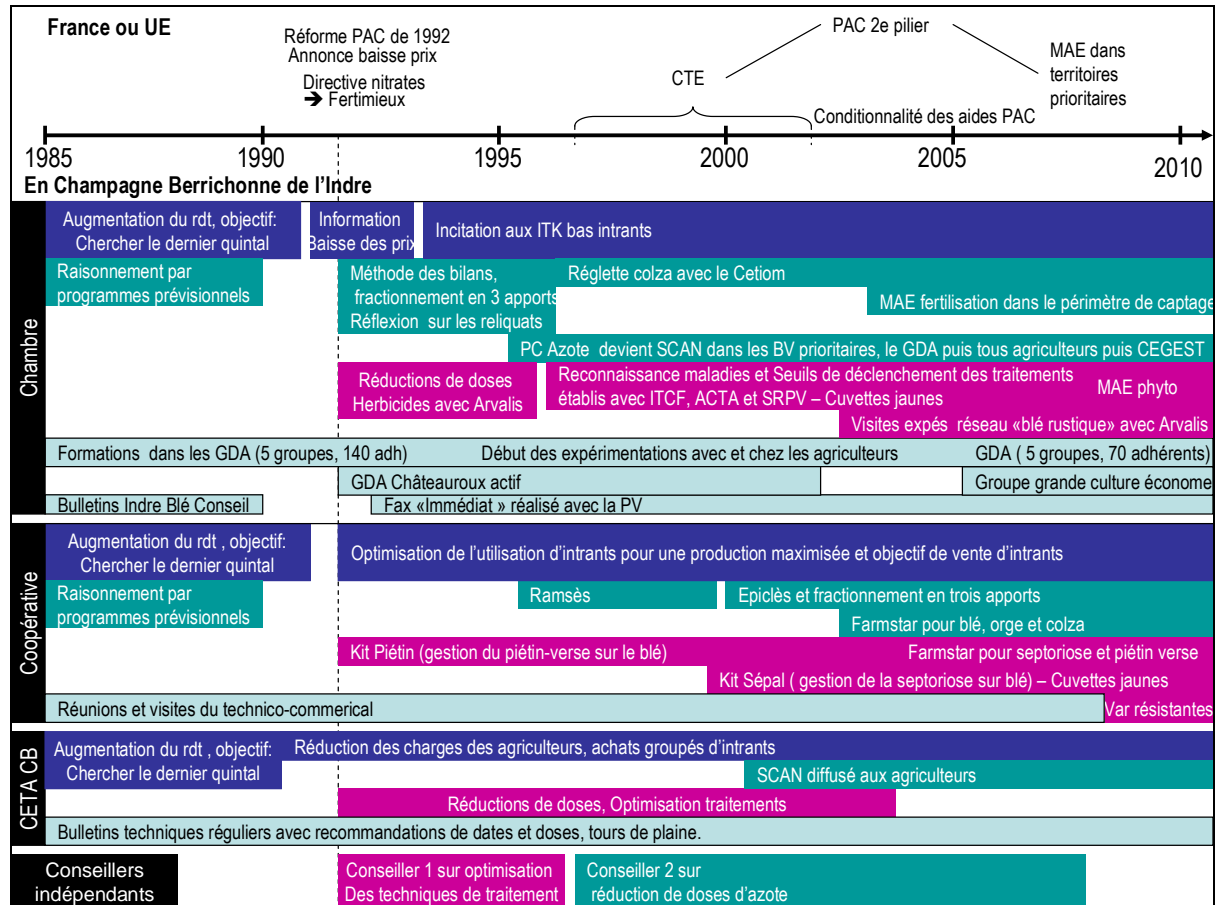 France ou UE
Réforme PAC de 1992
Annonce baisse prix
Directive nitrates
➔ Fertimieux
PAC 2e pilier
CTE
MAE dans
territoires
prioritaires
Conditionnalité des aides PAC
1985
1990
1995
2000
2005
2010
En Champagne Berrichonne de l'Indre
Chambre
Augmentation du rdt, objectif:
Chercher le dernier quintal
Information
Baisse des prix
Incitation aux ITK bas intrants
Raisonnement par
programmes prévisionnels
Méthode des bilans,
fractionnement en 3 apports
Réflexion sur les reliquats
Réglette colza avec le Cetiom
MAE fertilisation dans le périmètre de captage
PC Azote devient SCAN dans les BV prioritaires, le GDA puis tous agriculteurs puis CEGEST
Réductions de doses
Herbicides avec Arvalis
Reconnaissance maladies et Seuils de déclenchement des traitements
établis avec ITCF, ACTA et SRPV – Cuvettes jaunes
MAE phyto
Visites expés réseau «blé rustique» avec Arvalis
Formations dans les GDA (5 groupes, 140 adh)
Début des expérimentations avec et chez les agriculteurs
GDA ( 5 groupes, 70 adhérents)
GDA Châteauroux actif
Groupe grande culture économe
Bulletins Indre Blé Conseil
Fax «Immédiat » réalisé avec la PV
Coopérative
Augmentation du rdt , objectif:
Chercher le dernier quintal
Optimisation de l'utilisation d'intrants pour une production maximisée et objectif de vente d'intrants
Raisonnement par
programmes prévisionnels
Ramsès
Epiclès et fractionnement en trois apports
Farmstar pour blé, orge et colza
Kit Piétin (gestion du piétin-verse sur le blé)
Farmstar pour septoriose et piétin verse
Kit Sépal ( gestion de la septoriose sur blé) – Cuvettes jaunes
Réunions et visites du technico-commerical
Var résistantes
CETA CB
Augmentation du rdt , objectif:
Chercher le dernier quintal
Réduction des charges des agriculteurs, achats groupés d'intrants
SCAN diffusé aux agriculteurs
Réductions de doses, Optimisation traitements
Bulletins techniques réguliers avec recommandations de dates et doses, tours de plaine.
Conseillers
indépendants
Conseiller 1 sur optimisation
Des techniques de traitement
Conseiller 2 sur
réduction de doses d'azote